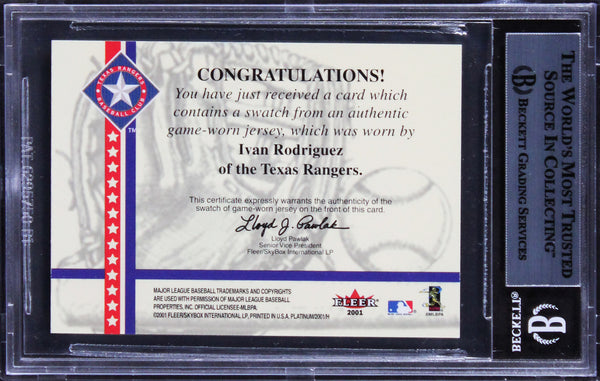 TEXAS RANGERS
BASEBALL CLUB
TM
CONGRATULATIONS!
You have just received a card which
contains a swatch from an authentic
game-worn jersey, which was worn by
Ivan Rodriguez
of the Texas Rangers.
This certificate expressly warrants the authenticity of the
swatch of game-worn jersey on the front of this card.
Lloyd J. Pawlak
Lloyd Pawlak
Senior Vice President
Fleer/SkyBox International LP
MAJOR LEAGUE BASEBALL TRADEMARKS AND COPYRIGHTS
ARE USED WITH PERMISSION OF MAJOR LEAGUE BASEBALL
PROPERTIES, INC. OFFICIAL LICENSEE-MLBPA
©2001 FLEER/SKYBOX INTERNATIONAL LP, PRINTED IN U.S.A. PLATINUM/2001/H
FLEER
2001
THE WORLD'S MOST TRUSTED
SOURCE IN COLLECTING™
B
BECKETT GRADING SERVICES
BECKETT®
B